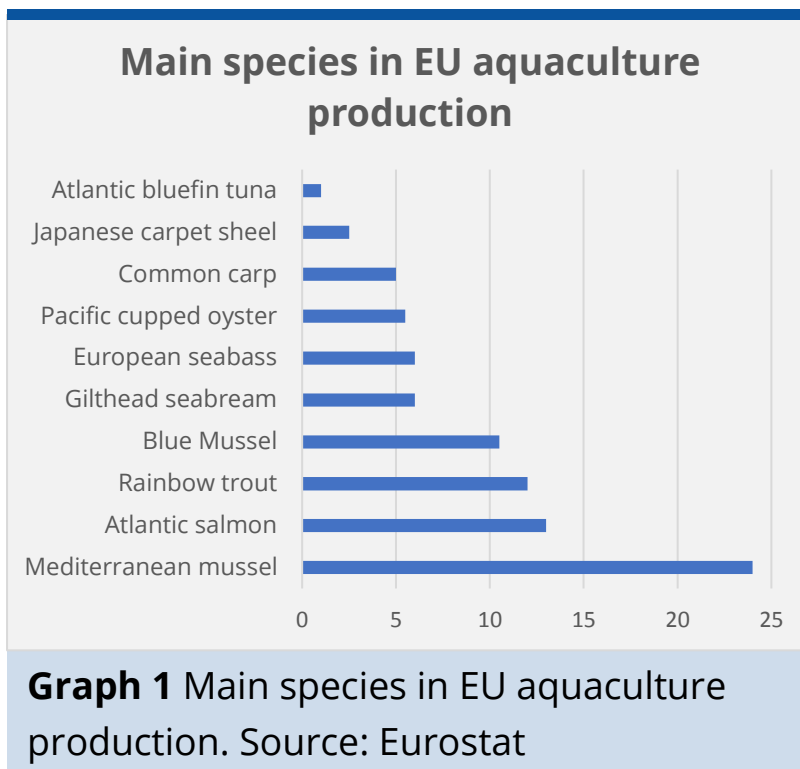 Main species in EU aquaculture
production
Atlantic bluefin tuna
Japanese carpet sheel
Common carp
Pacific cupped oyster
European seabass
Gilthead seabream
Blue Mussel
Rainbow trout
Atlantic salmon
Mediterranean mussel
0 5 10 15 20 25
Graph 1 Main species in EU aquaculture
production. Source: Eurostat